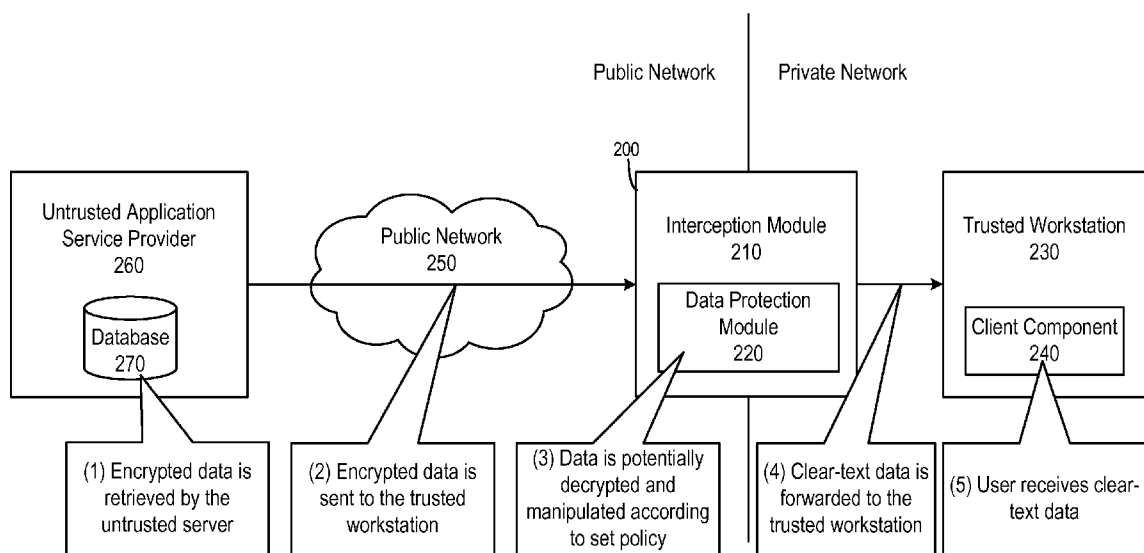 Public Network
Private Network
200
Untrusted Application
Service Provider
260
Database
270
Public Network
250
Interception Module
210
Data Protection
Module
220
Trusted Workstation
230
Client Component
240
(1) Encrypted data is
retrieved by the
untrusted server
(2) Encrypted data is
sent to the trusted
workstation
(3) Data is potentially
decrypted and
manipulated according
to set policy
(4) Clear-text data is
forwarded to the
trusted workstation
(5) User receives clear-
text data